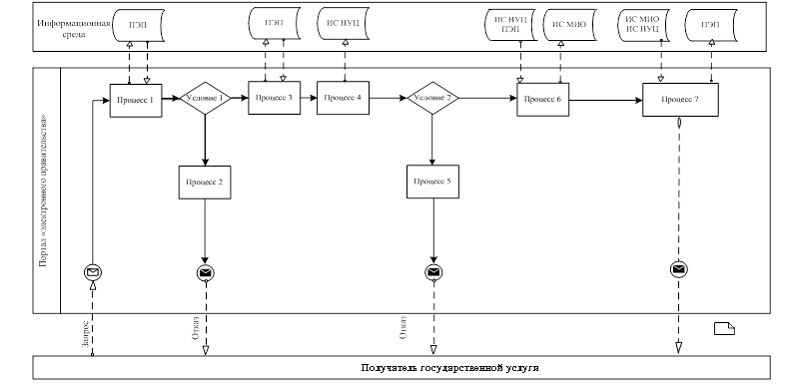 Информационная
среда
ПЭП
ПЭП
ИС НУЦ
ИС НУЦ
ПЭП
ИС МИО
ИС МИО
ИС НУЦ
ПЭП
Портал «электронного правительства»
Процесс 1
Условие 1
Процесс 3
Процесс 4
Условие 2
Процесс 6
Процесс 7
Процесс 2
Процесс 5
Запрос
Отказ
Отказ
Получатель государственной услуги